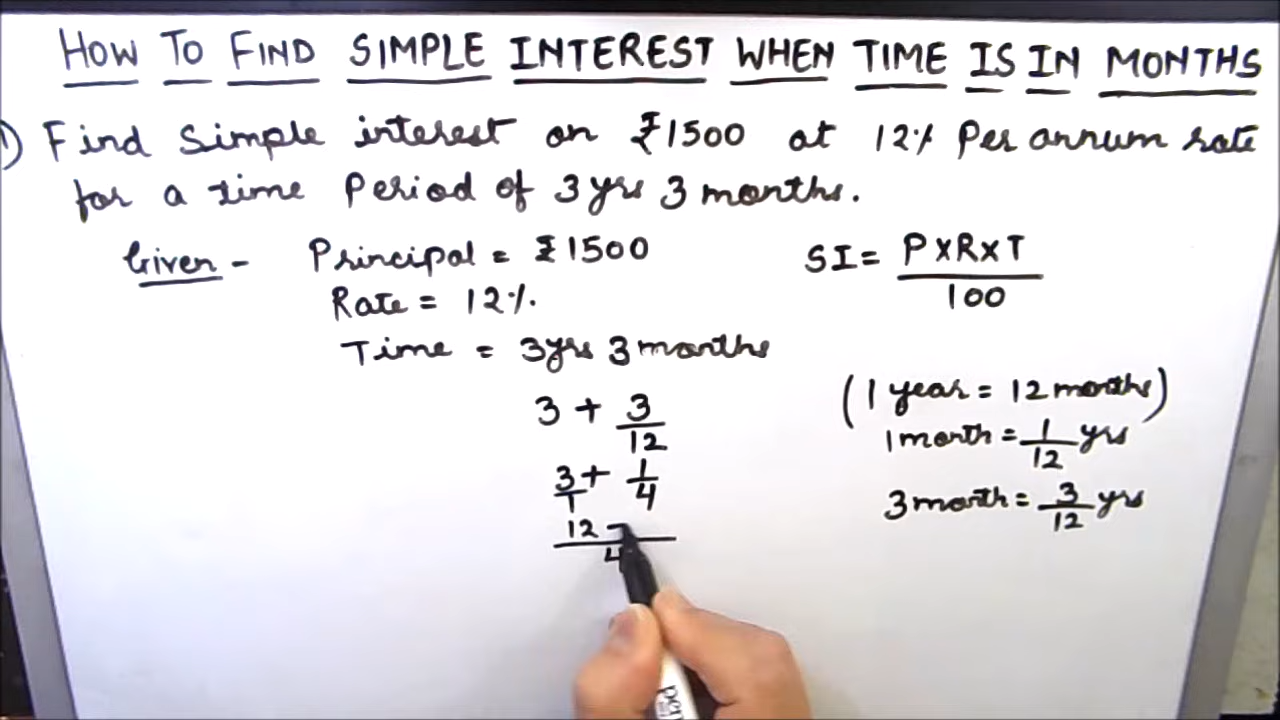 HOW TO FIND SIMPLE INTEREST WHEN TIME IS IN MONTHS
1) Find Simple interest on ₹1500 at 12% Per annum rate
for a time Period of 3 yrs 3 months.
Given - Principal = ₹1500
Rate = 12%.
Time = 3yrs 3 months
3 + 3/12
3/1 + 1/4
12 -
4
SI = P×R×T
100
(1 year = 12 months)
1 month = 1/12 yrs
3 month = 3/12 yrs